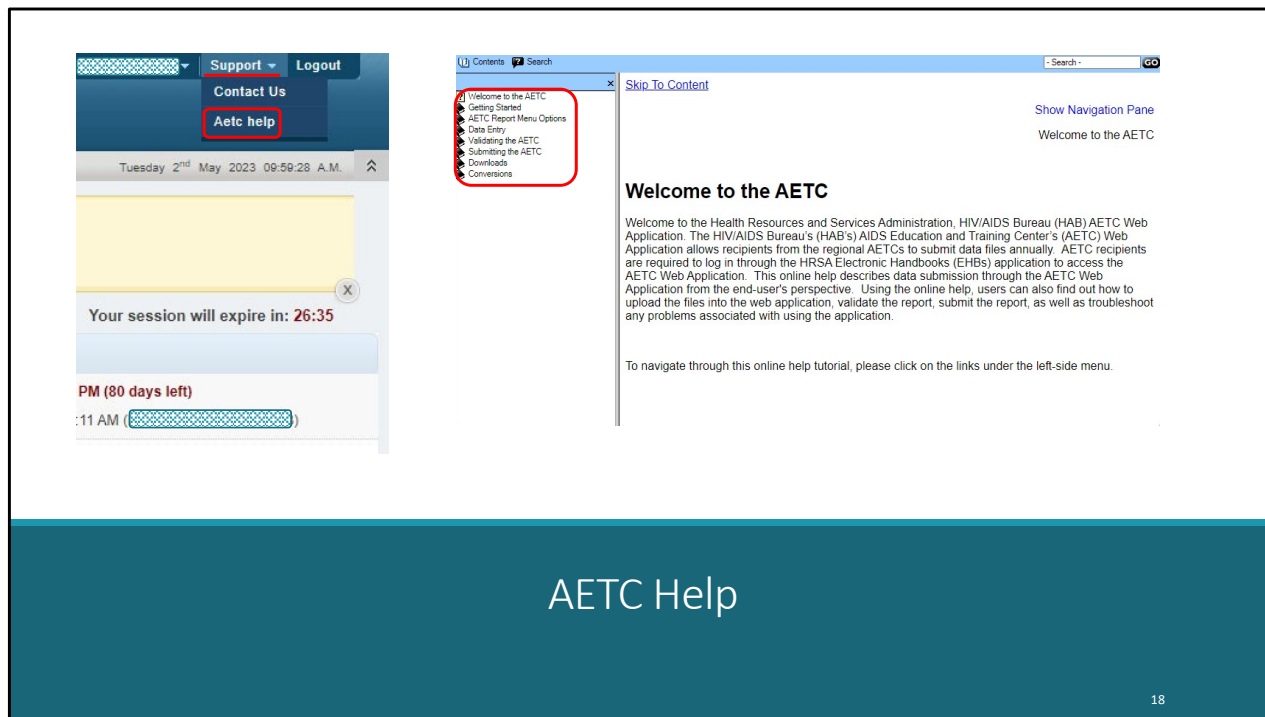 Support Logout
Contact Us
Aetc help
Tuesday 2nd May 2023 09:59:28 A.M.
X
Your session will expire in: 26:35
PM (80 days left)
:11 AM ( )
Contents Search
- Search - GO
×
Welcome to the AETC
Getting Started
AETC Report Menu Options
Data Entry
Validating the AETC
Submitting the AETC
Downloads
Conversions
Skip To Content
Show Navigation Pane
Welcome to the AETC
Welcome to the AETC
Welcome to the Health Resources and Services Administration, HIV/AIDS Bureau (HAB) AETC Web
Application. The HIV/AIDS Bureau's (HAB's) AIDS Education and Training Center's (AETC) Web
Application allows recipients from the regional AETCs to submit data files annually. AETC recipients
are required to log in through the HRSA Electronic Handbooks (EHBs) application to access the
AETC Web Application. This online help describes data submission through the AETC Web
Application from the end-user's perspective. Using the online help, users can also find out how to
upload the files into the web application, validate the report, submit the report, as well as troubleshoot
any problems associated with using the application.
To navigate through this online help tutorial, please click on the links under the left-side menu.
AETC Help
18